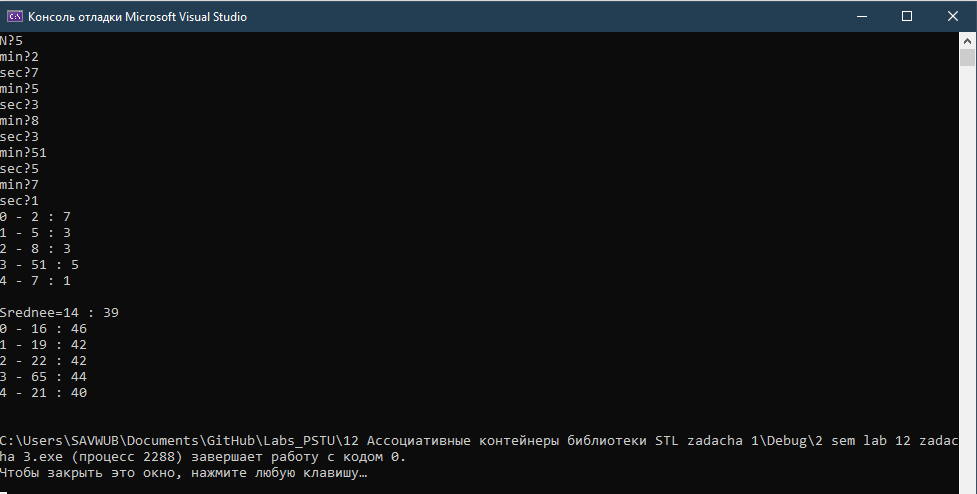 Консоль отладки Microsoft Visual Studio
N?5
min?2
sec?7
min?5
sec?3
min?8
sec?3
min?51
sec?5
min?7
sec?1
0 - 2 : 7
1 - 5 : 3
2 - 8 : 3
3 - 51 : 5
4 - 7 : 1
Srednee=14 : 39
0 - 16 : 46
1 - 19 : 42
2 - 22 : 42
3 - 65 : 44
4 - 21 : 40
C:\Users\SAVWUB\Documents\GitHub\Labs_PSTU\12 Ассоциативные контейнеры библиотеки STL zadacha 1\Debug\2 sem lab 12 zadac
ha 3.exe (процесс 2288) завершает работу с кодом 0.
Чтобы закрыть это окно, нажмите любую клавишу…